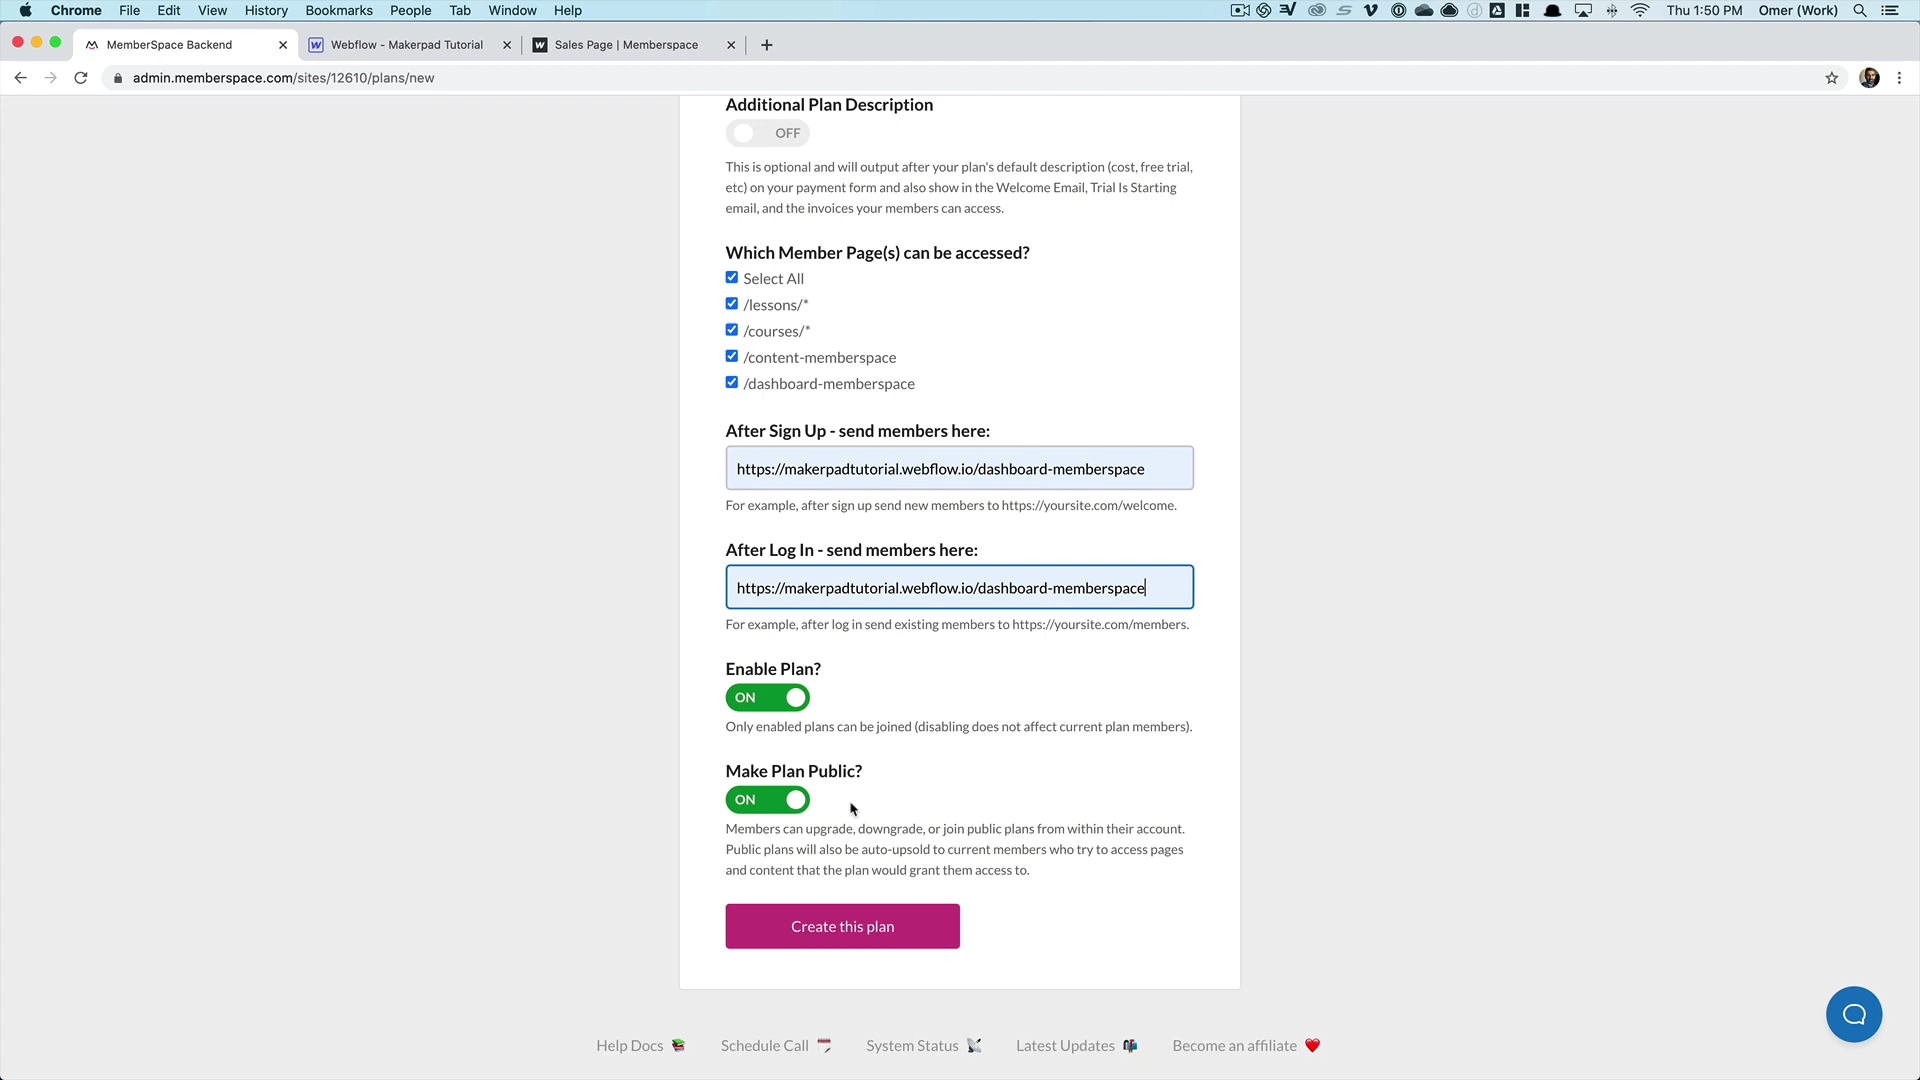 Chrome File Edit View History Bookmarks People Tab Window Help Thu 1:50 PM Omer (Work)
MemberSpace Backend Webflow - Makerpad Tutorial Sales Page | Memberspace
admin.memberspace.com/sites/12610/plans/new
Additional Plan Description
OFF
This is optional and will output after your plan's default description (cost, free trial,
etc) on your payment form and also show in the Welcome Email, Trial Is Starting
email, and the invoices your members can access.
Which Member Page(s) can be accessed?
Select All
/lessons/*
/courses/*
/content-memberspace
/dashboard-memberspace
After Sign Up - send members here:
https://makerpadtutorial.webflow.io/dashboard-memberspace
For example, after sign up send new members to https://yoursite.com/welcome.
After Log In - send members here:
https://makerpadtutorial.webflow.io/dashboard-memberspace
For example, after log in send existing members to https://yoursite.com/members.
Enable Plan?
ON
Only enabled plans can be joined (disabling does not affect current plan members).
Make Plan Public?
ON
Members can upgrade, downgrade, or join public plans from within their account.
Public plans will also be auto-upsold to current members who try to access pages
and content that the plan would grant them access to.
Create this plan
Help Docs Schedule Call System Status Latest Updates Become an affiliate